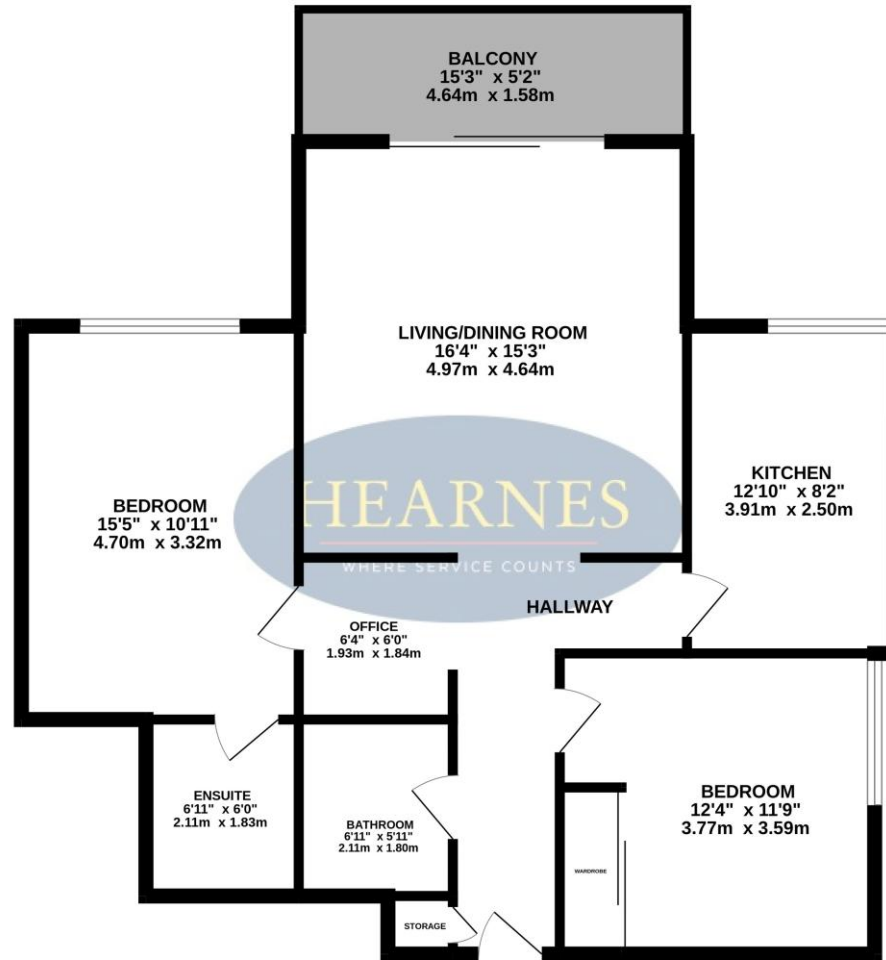 BALCONY
15'3" x 5'2"
4.64m x 1.58m
LIVING/DINING ROOM
16'4" x 15'3"
4.97m x 4.64m
HEARNES
WHERE SERVICE COUNTS
KITCHEN
12'10" x 8'2"
3.91m x 2.50m
BEDROOM
15'5" x 10'11"
4.70m x 3.32m
HALLWAY
OFFICE
6'4" x 6'0"
1.93m x 1.84m
ENSUITE
6'11" x 6'0"
2.11m x 1.83m
BATHROOM
6'11" x 5'11"
2.11m x 1.80m
BEDROOM
12'4" x 11'9"
3.77m x 3.59m
WARDROBE
STORAGE